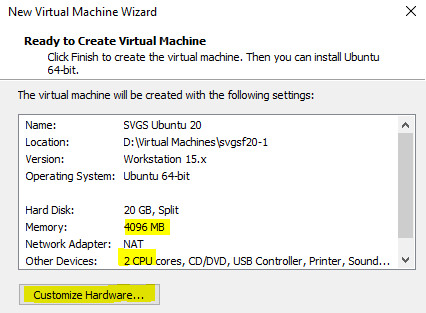 New Virtual Machine Wizard
Ready to Create Virtual Machine
Click Finish to create the virtual machine. Then you can install Ubuntu
64-bit.
The virtual machine will be created with the following settings:
Name: SVGS Ubuntu 20
Location: D:\Virtual Machines\svgsf20-1
Version: Workstation 15.x
Operating System: Ubuntu 64-bit
Hard Disk: 20 GB, Split
Memory: 4096 MB
Network Adapter: NAT
Other Devices: 2 CPU cores, CD/DVD, USB Controller, Printer, Sound...
Customize Hardware...